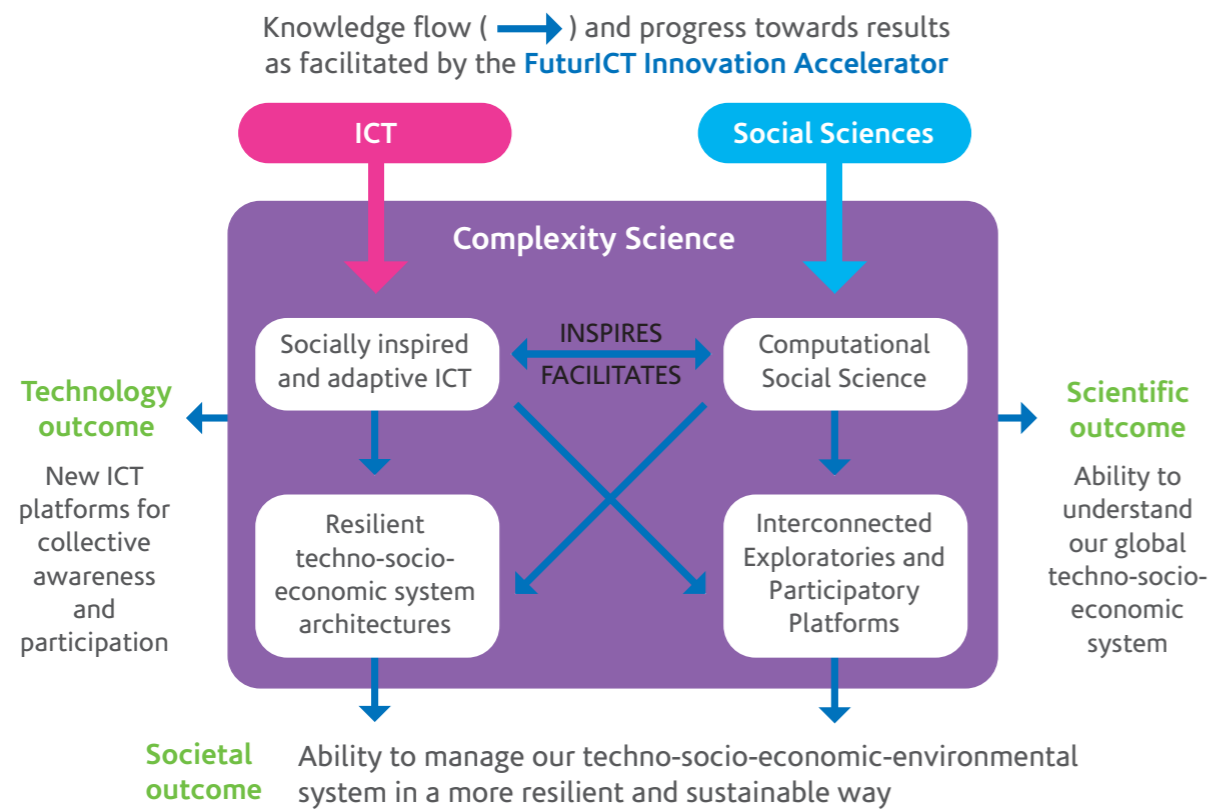 Knowledge flow ( → ) and progress towards results
as facilitated by the FuturICT Innovation Accelerator
ICT
Social Sciences
Complexity Science
Socially inspired
and adaptive ICT
INSPIRES
FACILITATES
Computational
Social Science
Technology
outcome
New ICT
platforms for
collective
awareness
and
participation
Scientific
outcome
Ability to
understand
our global
techno-socio-
economic
system
Resilient
techno-socio-
economic system
architectures
Interconnected
Exploratories and
Participatory
Platforms
Societal
outcome
Ability to manage our techno-socio-economic-environmental
system in a more resilient and sustainable way